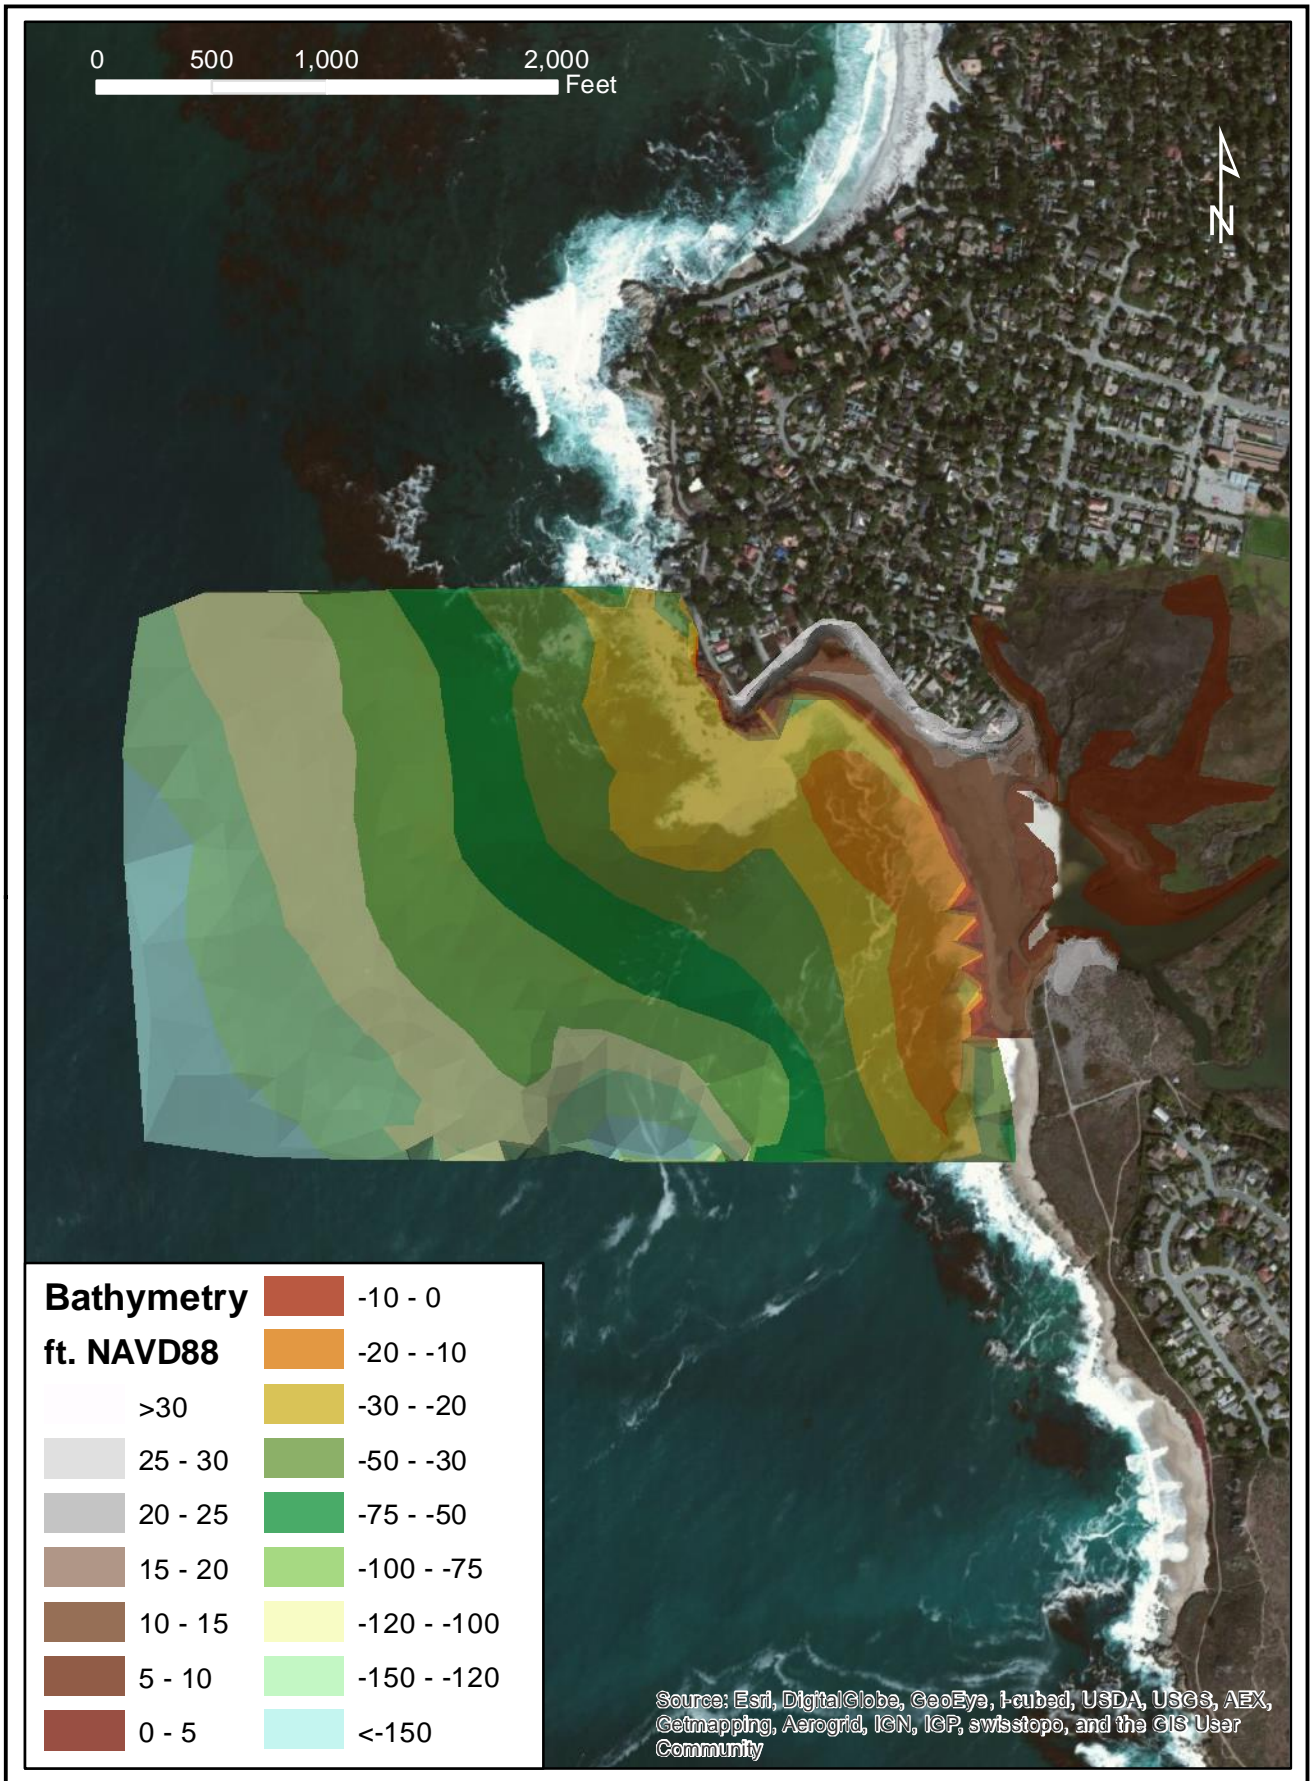 0 500 1,000 2,000
Feet
N
Bathymetry
ft. NAVD88
>30
25 - 30
20 - 25
15 - 20
10 - 15
5 - 10
0 - 5
-10 - 0
-20 - -10
-30 - -20
-50 - -30
-75 - -50
-100 - -75
-120 - -100
-150 - -120
<-150
Source: Esri, DigitalGlobe, GeoEye, i-cubed, USDA, USGS, AEX,
Getmapping, Aerogrid, IGN, IGP, swisstopo, and the GIS User
Community